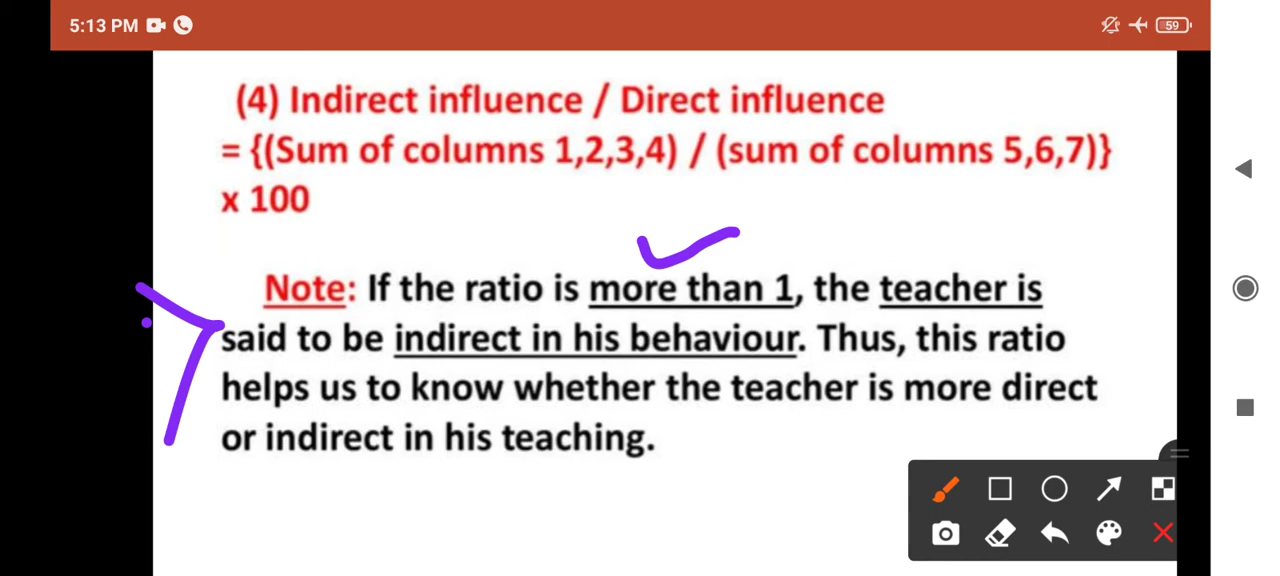 5:13 PM
59
(4) Indirect influence / Direct influence
= {(Sum of columns 1,2,3,4) / (sum of columns 5,6,7)}
x 100
Note: If the ratio is more than 1, the teacher is
said to be indirect in his behaviour. Thus, this ratio
helps us to know whether the teacher is more direct
or indirect in his teaching.